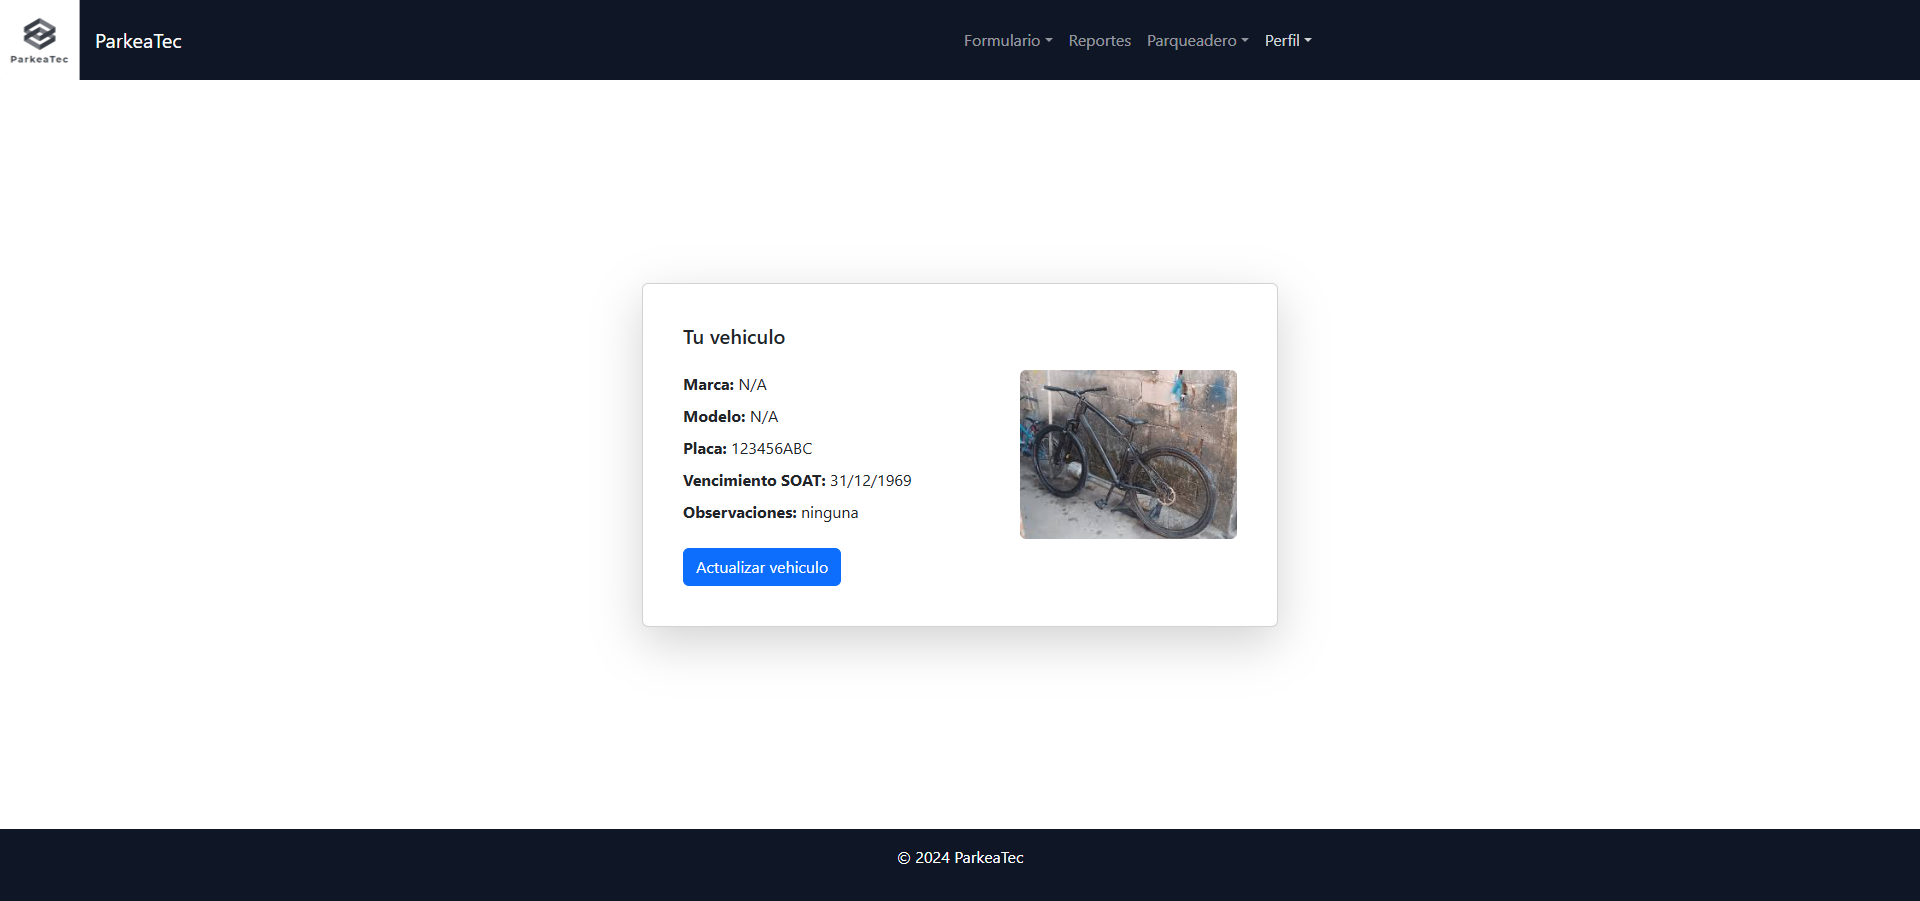 ParkeaTec
ParkeaTec
Formulario
Reportes
Parqueadero
Perfil
Tu vehiculo
Marca: N/A
Modelo: N/A
Placa: 123456ABC
Vencimiento SOAT: 31/12/1969
Observaciones: ninguna
Actualizar vehiculo
© 2024 ParkeaTec